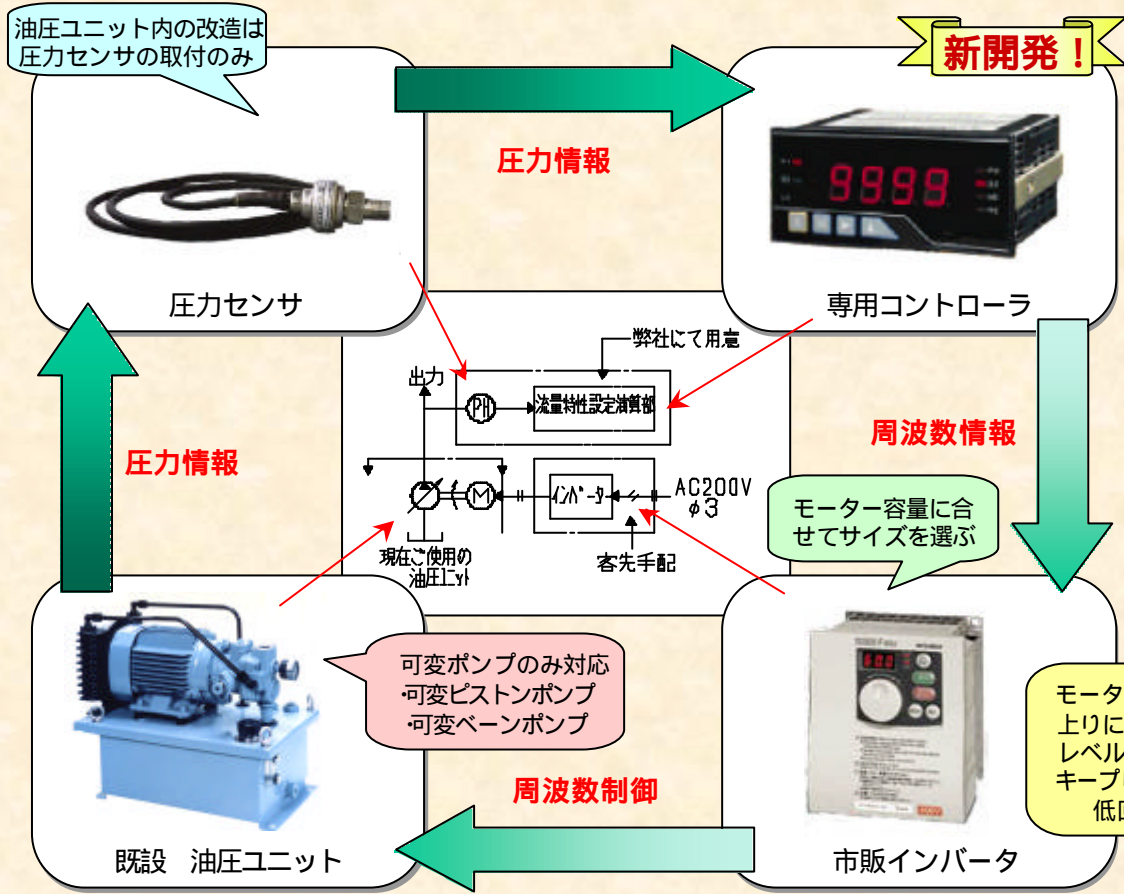 油圧ユニット内の改造は
圧力センサの取付のみ
新開発！
圧力情報
9999
圧力センサ
専用コントローラ
弊社にて用意
出力
PH
流量特性設定演算部
圧力情報
周波数情報
M
インバータ
AC200V
φ3
現在ご使用の
油圧ユニット
客先手配
モーター容量に合
せてサイズを選ぶ
可変ポンプのみ対応
・可変ピストンポンプ
・可変ベーンポンプ
60.0
モータ
上りに
レベル
キープ
低
周波数制御
既設　油圧ユニット
市販インバータ